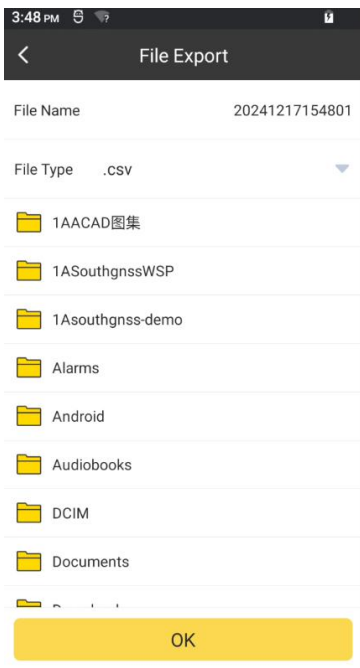 3:48 PM
File Export
File Name 20241217154801
File Type .csv
1AACAD图集
1ASouthgnssWSP
1Asouthgnss-demo
Alarms
Android
Audiobooks
DCIM
Documents
OK